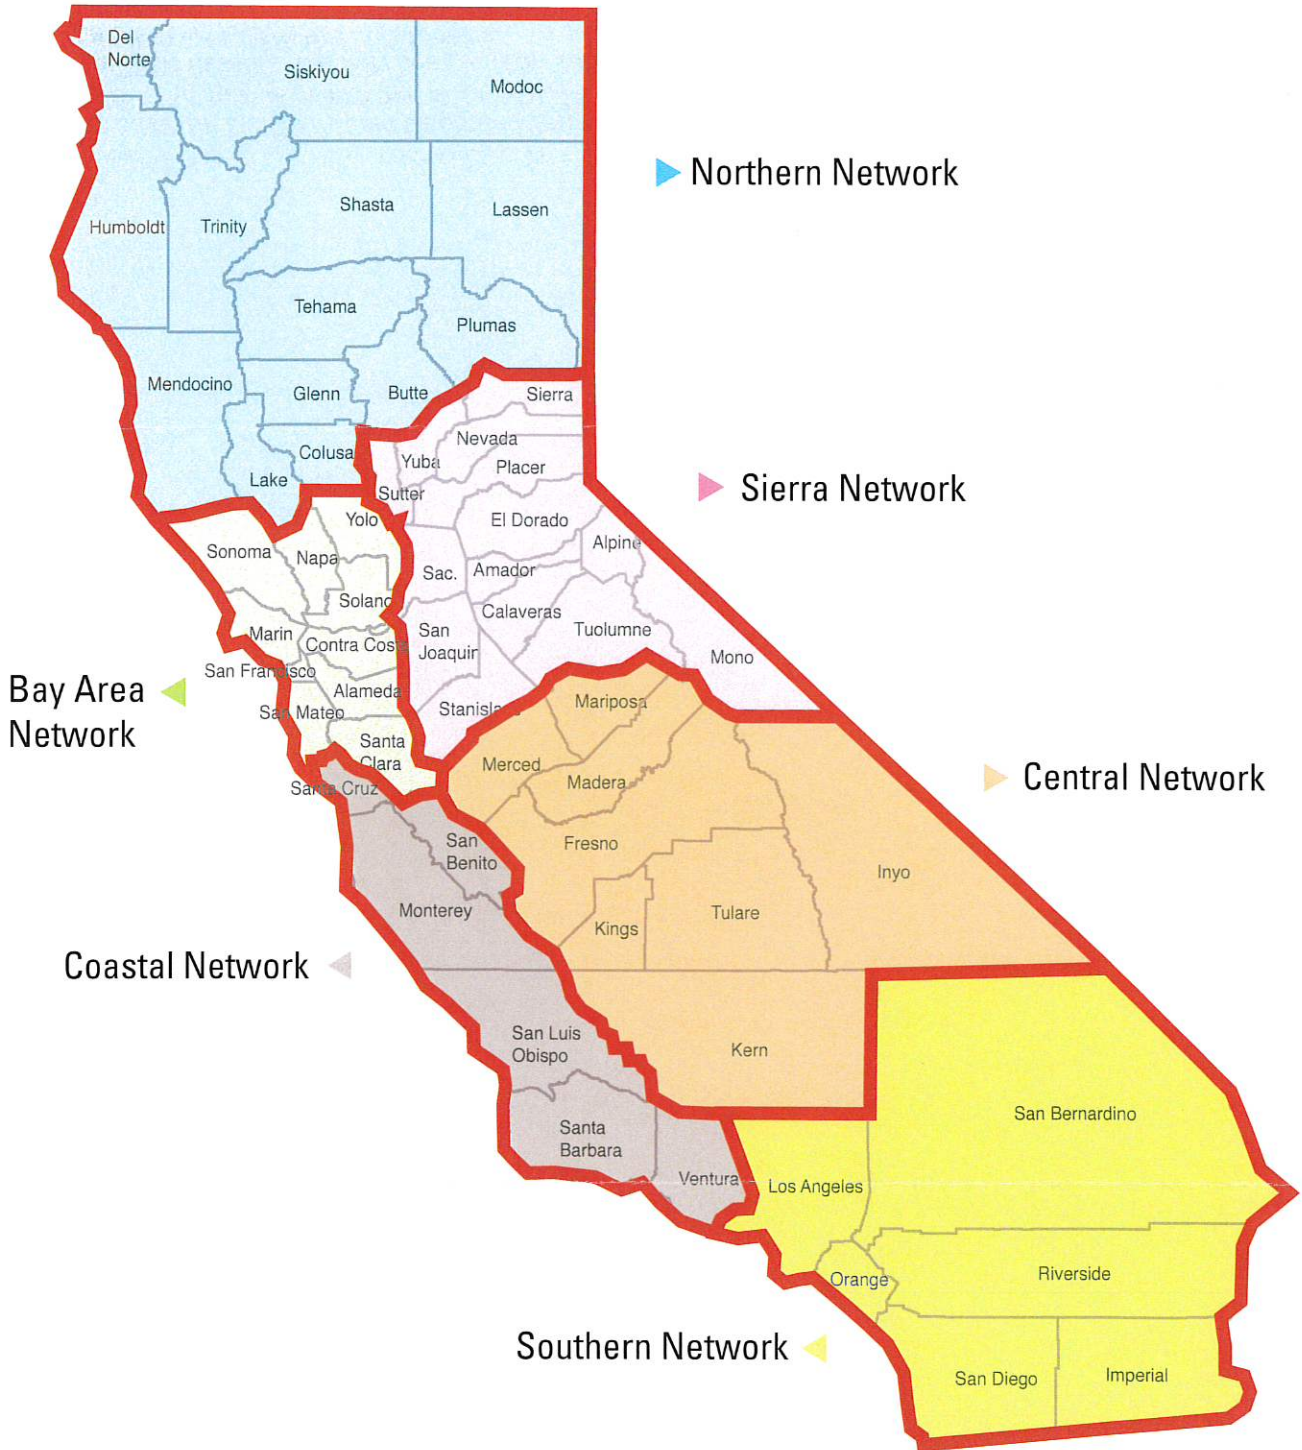 Del
Norte
Siskiyou
Modoc
Northern Network
Humboldt
Trinity
Shasta
Lassen
Tehama
Plumas
Mendocino
Glenn
Butte
Sierra
Colusa
Nevada
Yuba
Placer
Lake
Sutter
Sierra Network
Yolo
El Dorado
Sonoma
Napa
Alpine
Sac.
Amador
Solano
Calaveras
Marin
Contra Costa
San
Joaquin
Tuolumne
Mono
San Francisco
Bay Area
Network
Alameda
San Mateo
Stanislaus
Mariposa
Santa
Clara
Merced
Madera
Central Network
Santa Cruz
San
Benito
Fresno
Inyo
Monterey
Kings
Tulare
Coastal Network
San Luis
Obispo
Kern
Santa
Barbara
San Bernardino
Ventura
Los Angeles
Orange
Riverside
Southern Network
San Diego
Imperial